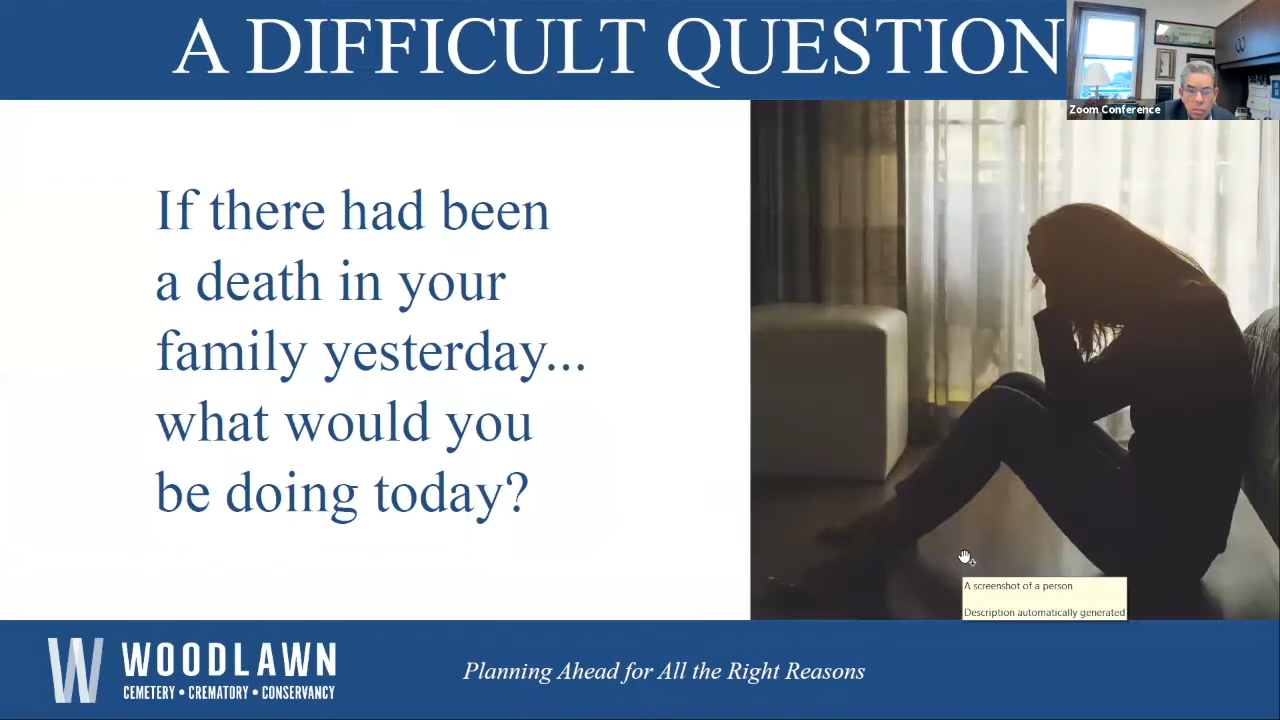 A DIFFICULT QUESTION
Zoom Conference
If there had been
a death in your
family yesterday...
what would you
be doing today?
A screenshot of a person
Description automatically generated
W WOODLAWN
CEMETERY • CREMATORY • CONSERVANCY
Planning Ahead for All the Right Reasons